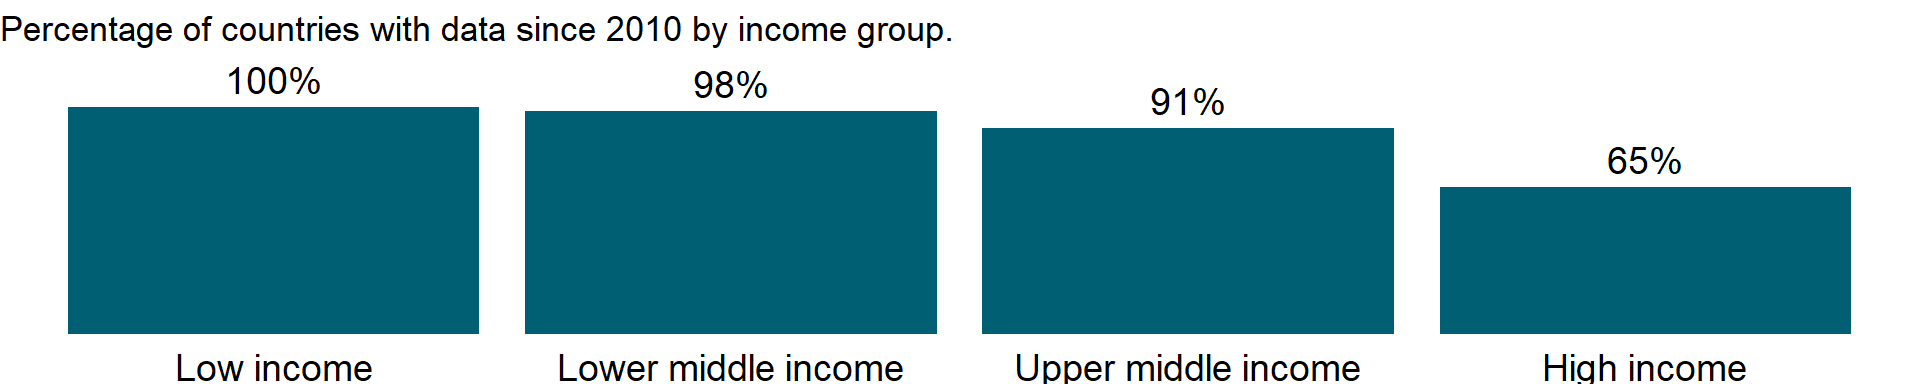 Percentage of countries with data since 2010 by income group.
100%
98%
91%
65%
Low income
Lower middle income
Upper middle income
High income